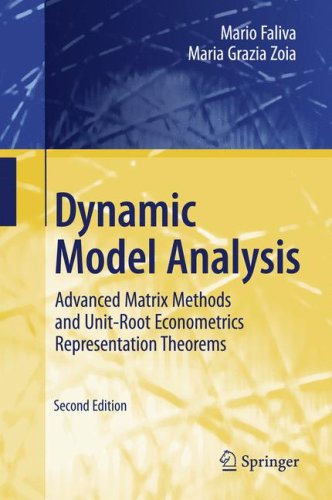 Mario Faliva
Maria Grazia Zoia
Dynamic
Model Analysis
Advanced Matrix Methods
and Unit-Root Econometrics
Representation Theorems
Second Edition
Springer